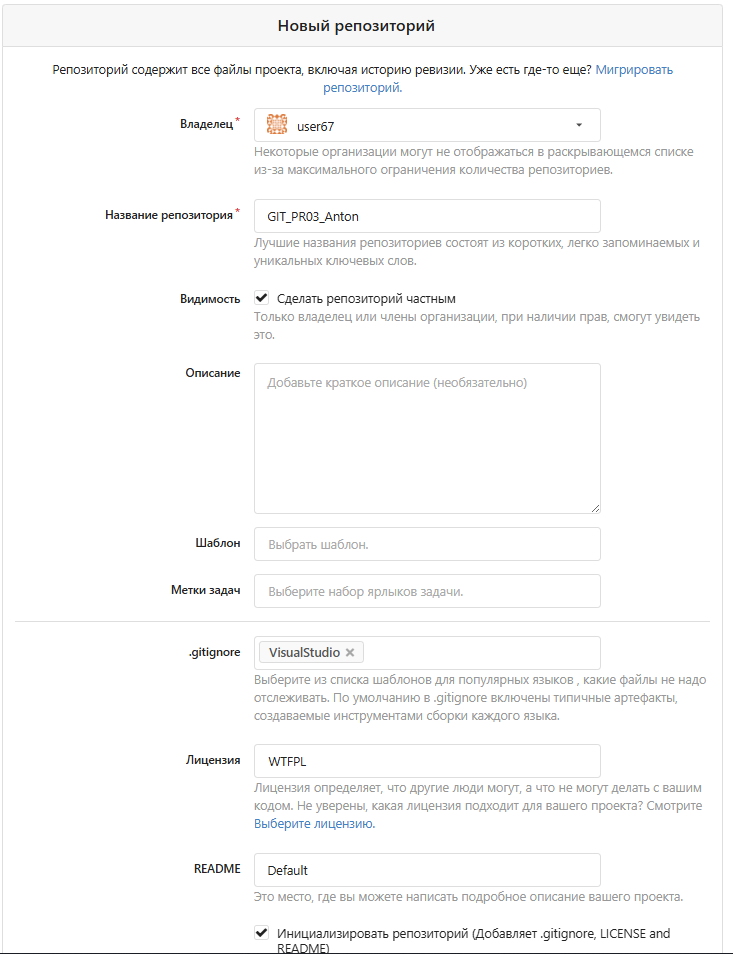 Новый репозиторий
Репозиторий содержит все файлы проекта, включая историю ревизии. Уже есть где-то еще? Мигрировать
репозиторий.
Владелец*
user67
Некоторые организации могут не отображаться в раскрывающемся списке
из-за максимального ограничения количества репозиториев.
Название репозитория*
GIT_PR03_Anton
Лучшие названия репозиториев состоят из коротких, легко запоминаемых и
уникальных ключевых слов.
Видимость
Сделать репозиторий частным
Только владелец или члены организации, при наличии прав, смогут увидеть
это.
Описание
Добавьте краткое описание (необязательно)
Шаблон
Выбрать шаблон.
Метки задач
Выберите набор ярлыков задачи.
.gitignore
VisualStudio ×
Выберите из списка шаблонов для популярных языков , какие файлы не надо
отслеживать. По умолчанию в .gitignore включены типичные артефакты,
создаваемые инструментами сборки каждого языка.
Лицензия
WTFPL
Лицензия определяет, что другие люди могут, а что не могут делать с вашим
кодом. Не уверены, какая лицензия подходит для вашего проекта? Смотрите
Выберите лицензию.
README
Default
Это место, где вы можете написать подробное описание вашего проекта.
Инициализировать репозиторий (Добавляет .gitignore, LICENSE and
README)